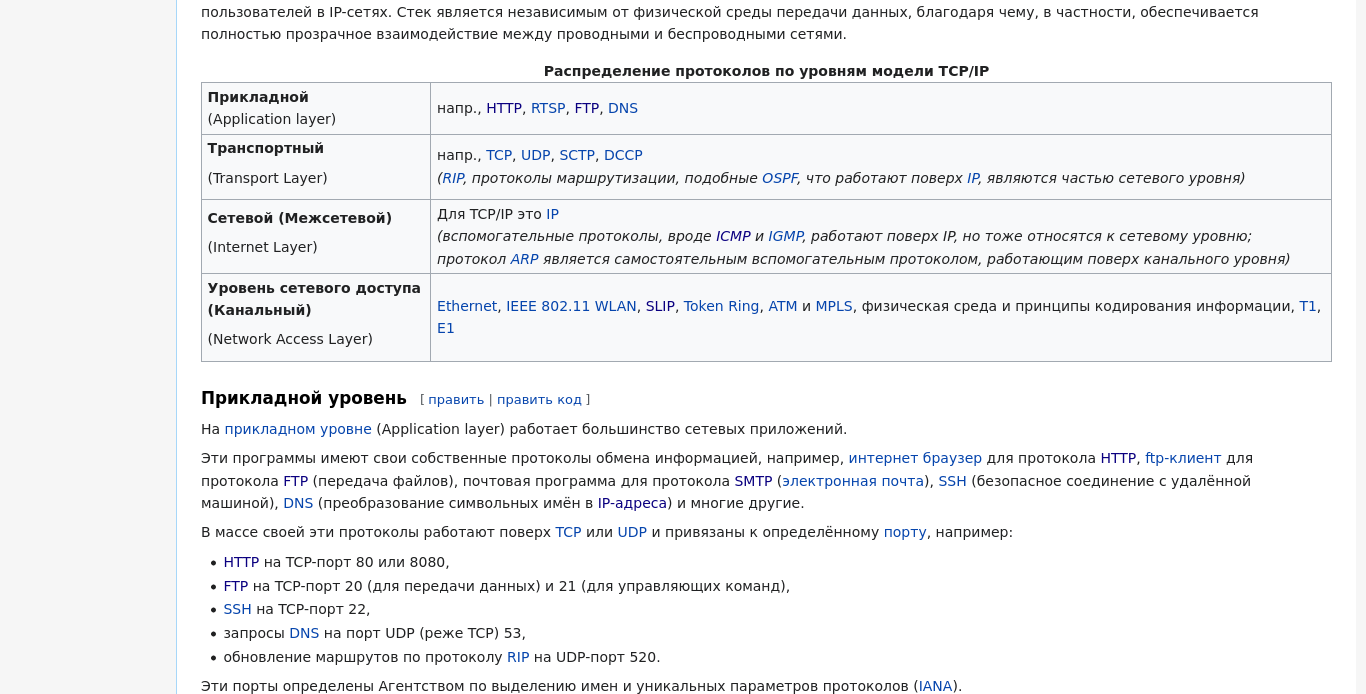 пользователей в IP-сетях. Стек является независимым от физической среды передачи данных, благодаря чему, в частности, обеспечивается
полностью прозрачное взаимодействие между проводными и беспроводными сетями.
Распределение протоколов по уровням модели TCP/IP
Прикладной
(Application layer)
напр., HTTP, RTSP, FTP, DNS
Транспортный
(Transport Layer)
напр., TCP, UDP, SCTP, DCCP
(RIP, протоколы маршрутизации, подобные OSPF, что работают поверх IP, являются частью сетевого уровня)
Сетевой (Межсетевой)
(Internet Layer)
Для TCP/IP это IP
(вспомогательные протоколы, вроде ICMP и IGMP, работают поверх IP, но тоже относятся к сетевому уровню;
протокол ARP является самостоятельным вспомогательным протоколом, работающим поверх канального уровня)
Уровень сетевого доступа
(Канальный)
(Network Access Layer)
Ethernet, IEEE 802.11 WLAN, SLIP, Token Ring, ATM и MPLS, физическая среда и принципы кодирования информации, T1,
E1
Прикладной уровень [ править | править код ]
На прикладном уровне (Application layer) работает большинство сетевых приложений.
Эти программы имеют свои собственные протоколы обмена информацией, например, интернет браузер для протокола HTTP, ftp-клиент для
протокола FTP (передача файлов), почтовая программа для протокола SMTP (электронная почта), SSH (безопасное соединение с удалённой
машиной), DNS (преобразование символьных имён в IP-адреса) и многие другие.
В массе своей эти протоколы работают поверх TCP или UDP и привязаны к определённому порту, например:
• HTTP на TCP-порт 80 или 8080,
• FTP на TCP-порт 20 (для передачи данных) и 21 (для управляющих команд),
• SSH на TCP-порт 22,
• запросы DNS на порт UDP (реже TCP) 53,
• обновление маршрутов по протоколу RIP на UDP-порт 520.
Эти порты определены Агентством по выделению имен и уникальных параметров протоколов (IANA).